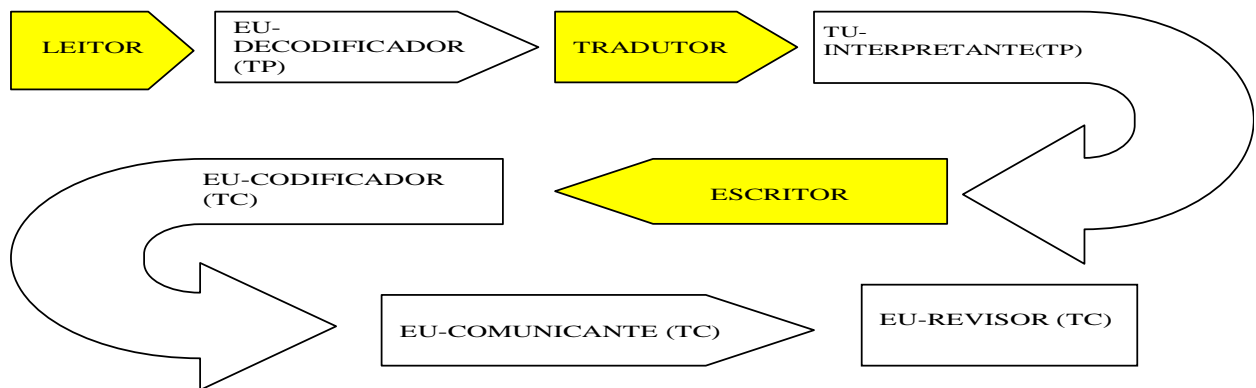 LEITOR
EU-
DECODIFICADOR
(TP)
TRADUTOR
TU-
INTERPRETANTE(TP)
ESCRITOR
EU-CODIFICADOR
(TC)
EU-COMUNICANTE (TC)
EU-REVISOR (TC)